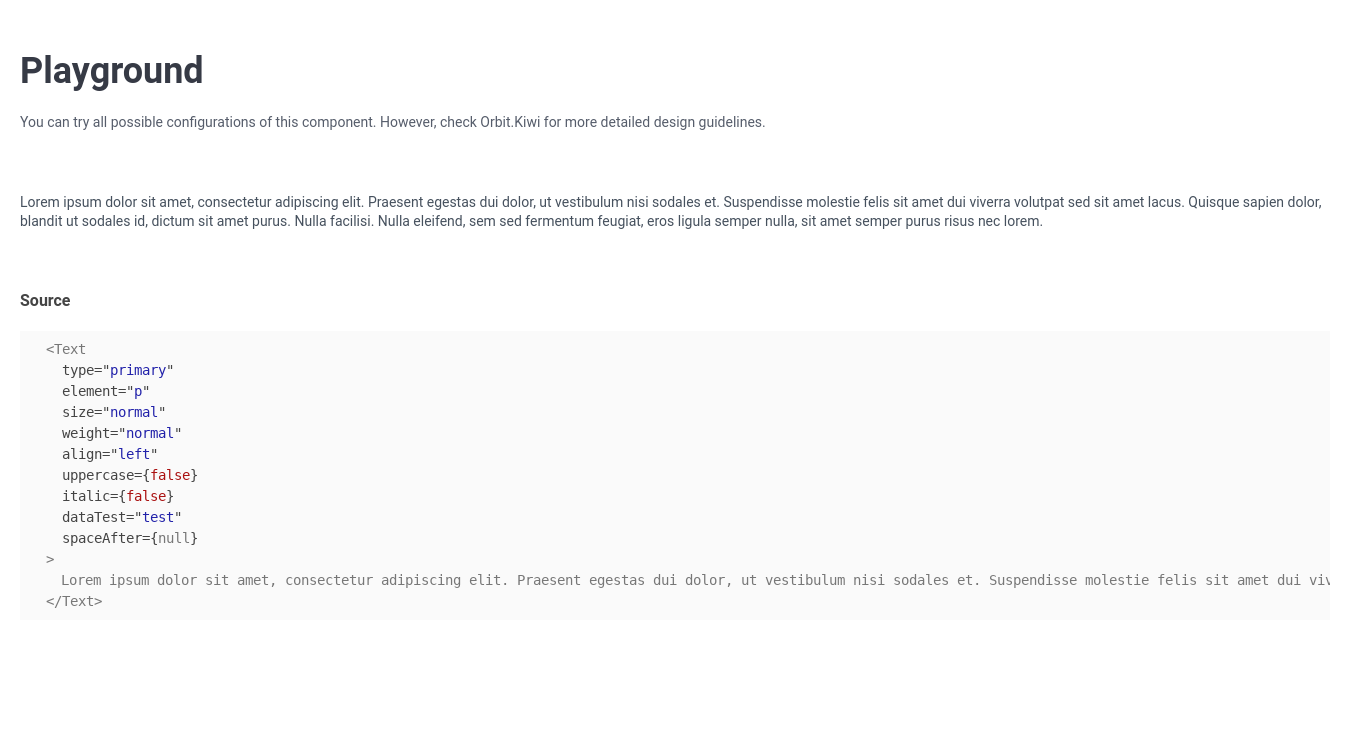 Playground
You can try all possible configurations of this component. However, check Orbit.Kiwi for more detailed design guidelines.
Lorem ipsum dolor sit amet, consectetur adipiscing elit. Praesent egestas dui dolor, ut vestibulum nisi sodales et. Suspendisse molestie felis sit amet dui viverra volutpat sed sit amet lacus. Quisque sapien dolor,
blandit ut sodales id, dictum sit amet purus. Nulla facilisi. Nulla eleifend, sem sed fermentum feugiat, eros ligula semper nulla, sit amet semper purus risus nec lorem.
Source
<Text
type="primary"
element="p"
size="normal"
weight="normal"
align="left"
uppercase={false}
italic={false}
dataTest="test"
spaceAfter={null}
>
Lorem ipsum dolor sit amet, consectetur adipiscing elit. Praesent egestas dui dolor, ut vestibulum nisi sodales et. Suspendisse molestie felis sit amet dui
</Text>